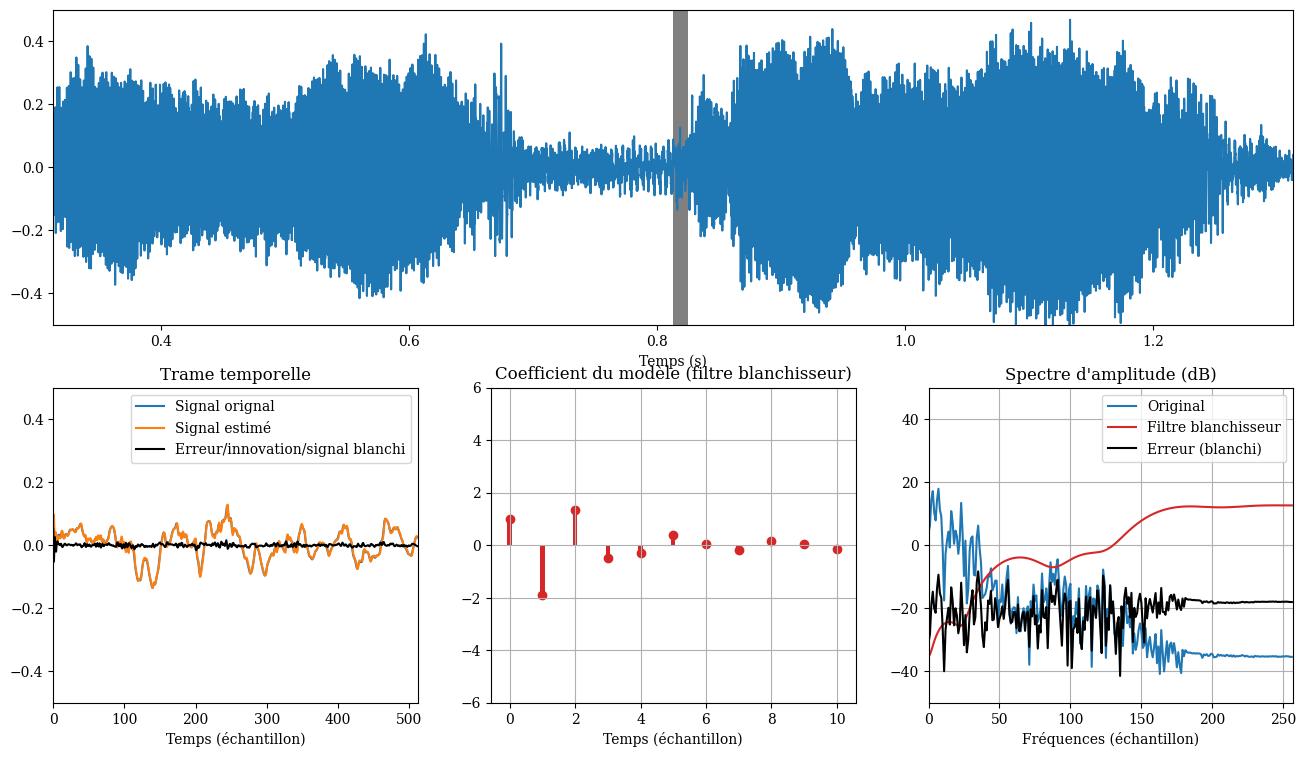 0.4
0.2
0.0
−0.2
−0.4
0.4 0.6 0.8 1.0 1.2
Temps (s)
Trame temporelle
Signal orignal
Signal estimé
Erreur/innovation/signal blanchi
0.4
0.2
0.0
−0.2
−0.4
0 100 200 300 400 500
Temps (échantillon)
Coefficient du modèle (filtre blanchisseur)
6
4
2
0
−2
−4
−6
0 2 4 6 8 10
Temps (échantillon)
Spectre d'amplitude (dB)
Original
Filtre blanchisseur
Erreur (blanchi)
40
20
0
−20
−40
0 50 100 150 200 250
Fréquences (échantillon)